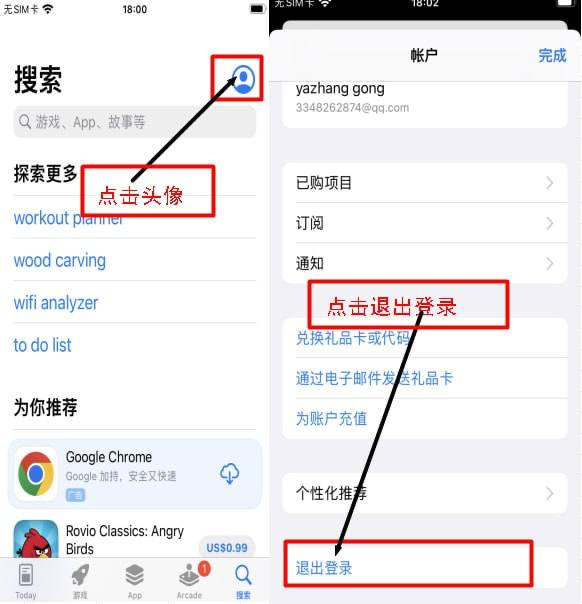 无SIM卡
18:00
搜索
游戏、App、故事等
探索更多
点击头像
workout planner
wood carving
wifi analyzer
to do list
为你推荐
Google Chrome
Google 加持，安全又快速
广告
Rovio Classics: Angry
Birds
US$0.99
Today
游戏
App
Arcade
1
搜索
无SIM卡
18:02
帐户
完成
yazhang gong
3348262874@qq.com
已购项目
订阅
通知
点击退出登录
兑换礼品卡或代码
通过电子邮件发送礼品卡
为账户充值
个性化推荐
退出登录